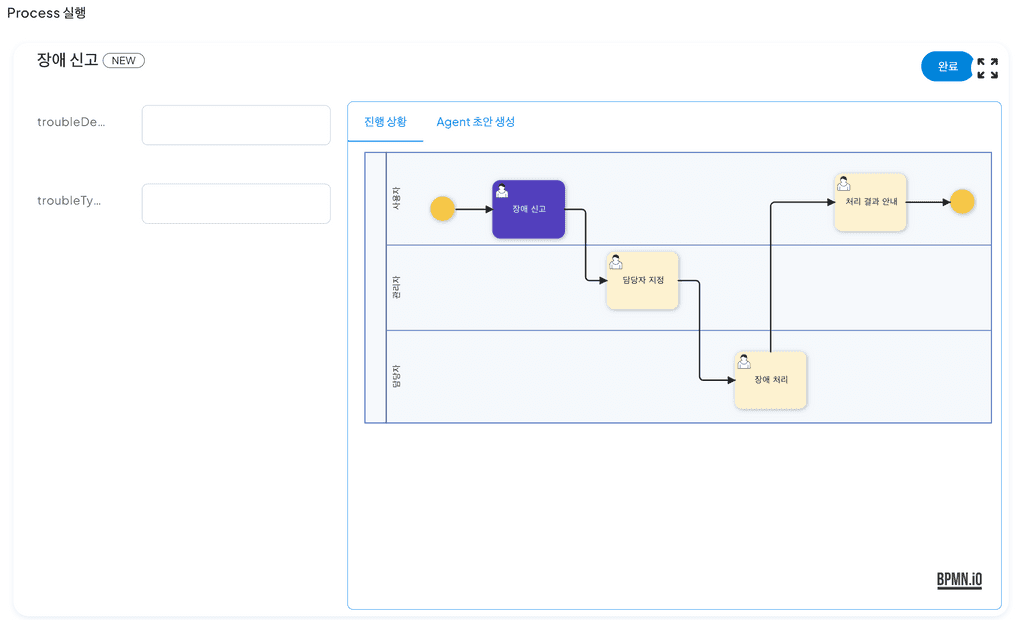 Process 실행
장애 신고 NEW
완료
troubleDe...
troubleTy...
진행 상황
Agent 초안 생성
사용자
장애 신고
처리 결과 안내
관리자
담당자 지정
담당자
장애 처리
BPMN.iO